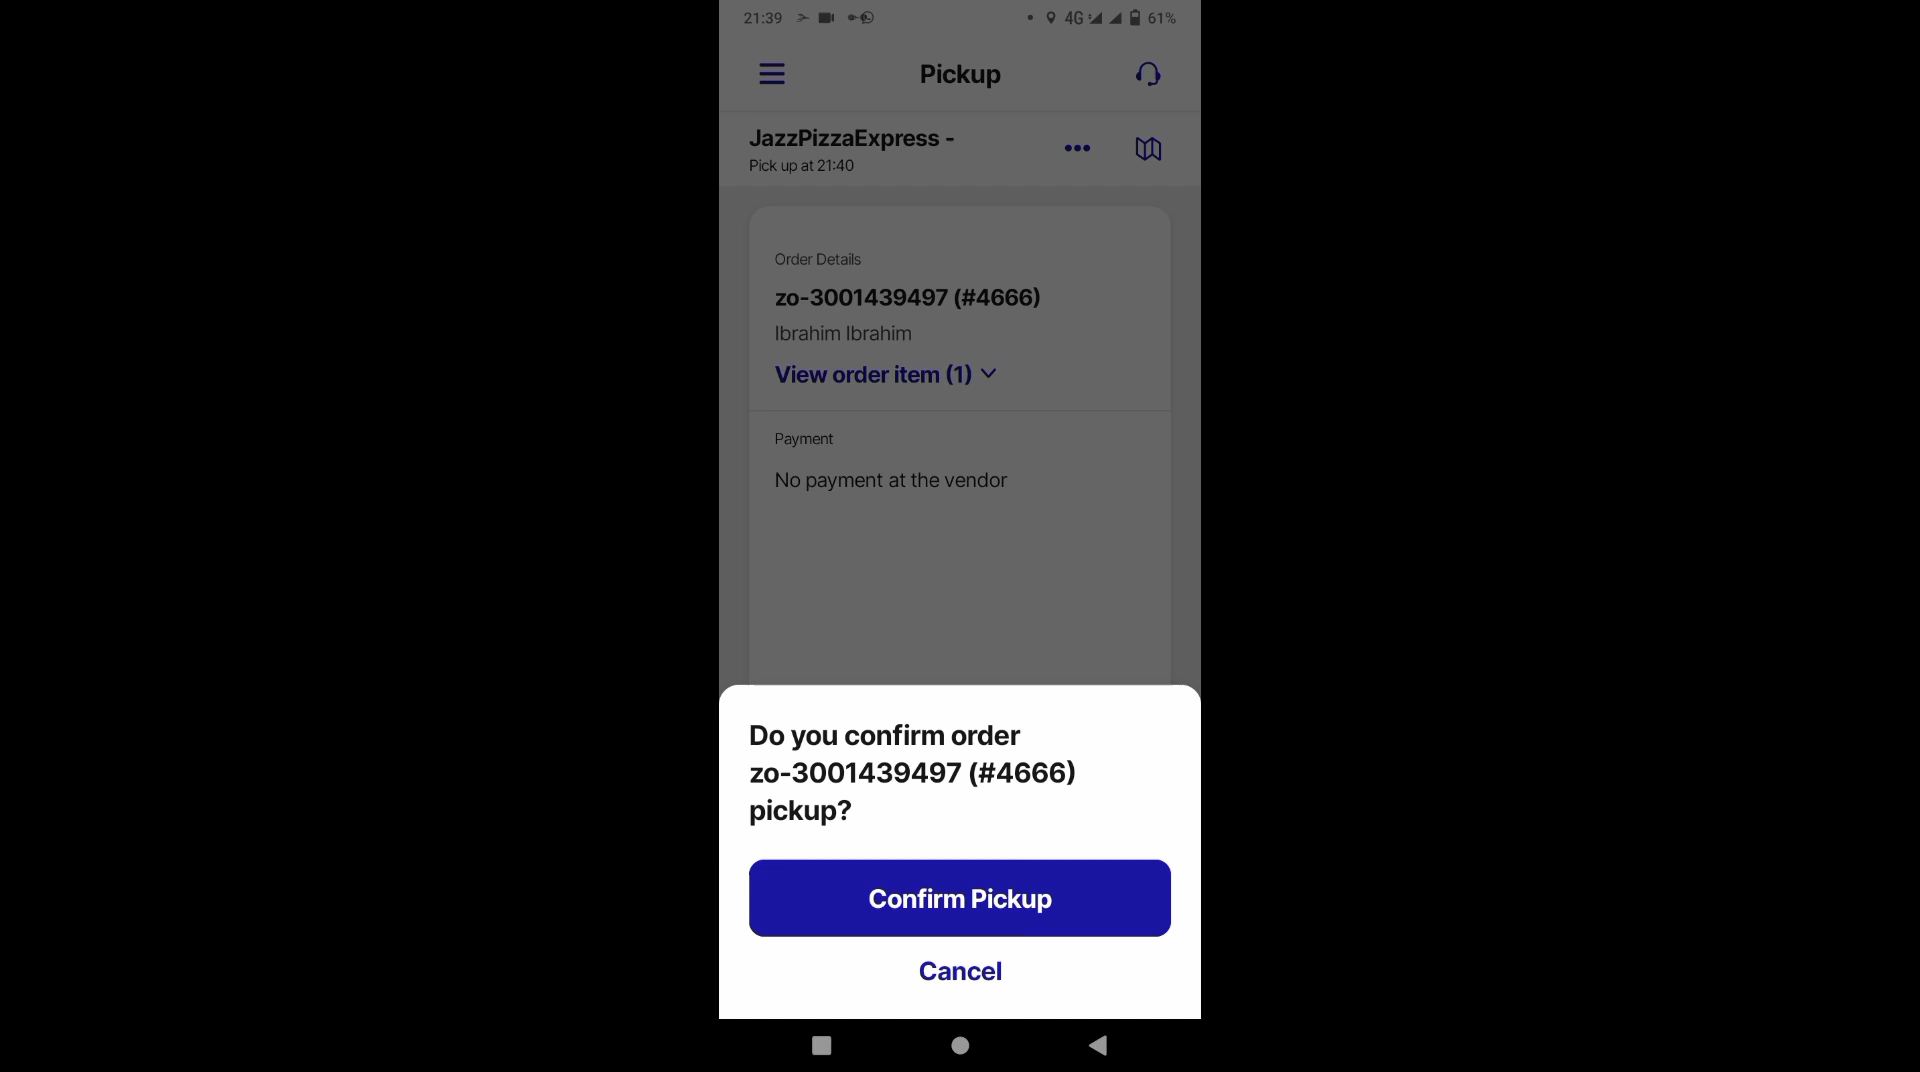 21:39
4G
61%
Pickup
JazzPizzaExpress -
Pick up at 21:40
Order Details
zo-3001439497 (#4666)
Ibrahim Ibrahim
View order item (1)
Payment
No payment at the vendor
Do you confirm order
zo-3001439497 (#4666)
pickup?
Confirm Pickup
Cancel